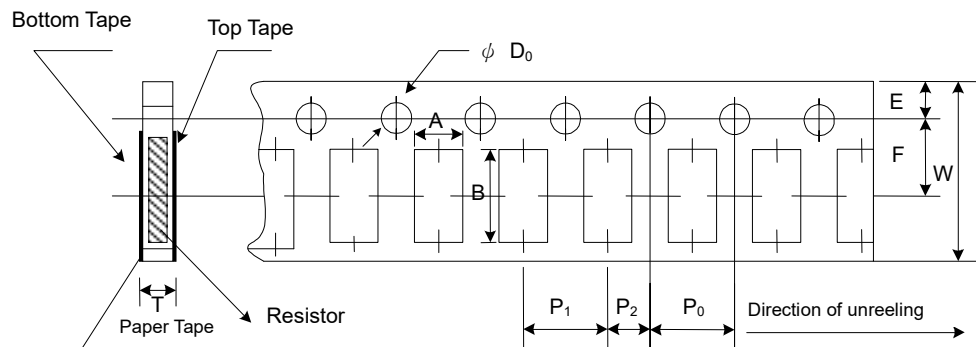 Bottom Tape
Top Tape
ψ D₀
A
E
F
W
B
T
Paper Tape
Resistor
P₁
P₂
P₀
Direction of unreeling